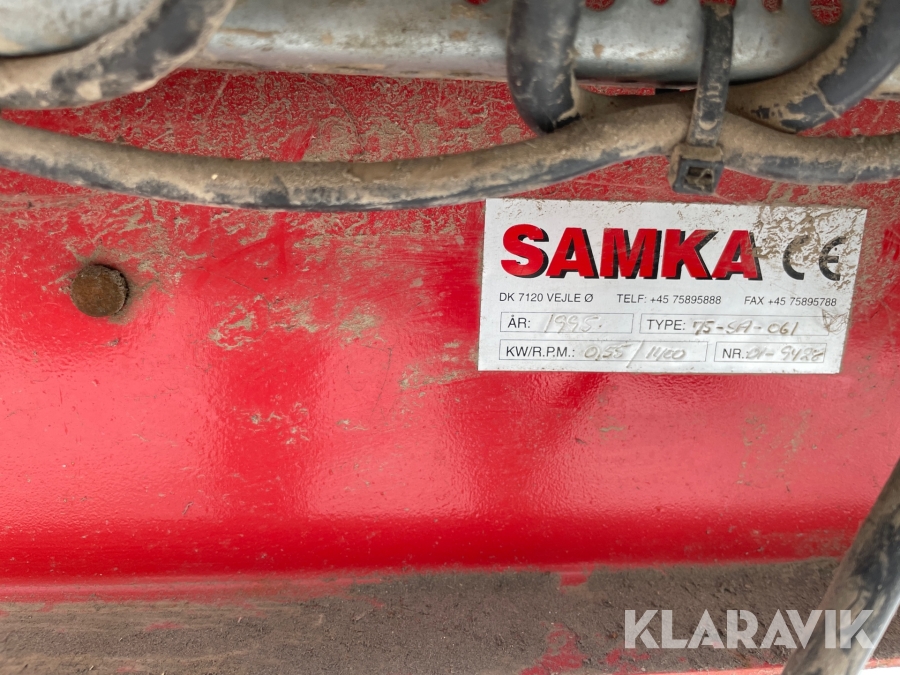 SAMKA CE
DK 7120 VEJLE Ø TELF: +45 75895888 FAX +45 75895788
ÅR: 1995. TYPE: 75-SA-061
KW/R.P.M.: 0,55/1400 NR.: 01-9428
KLARAVIK